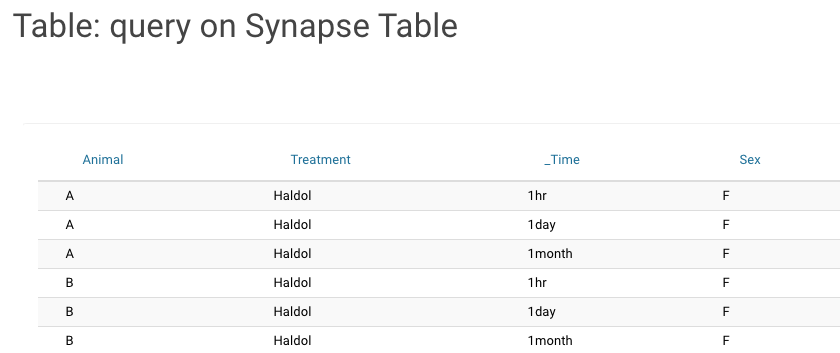 Table: query on Synapse Table
Animal Treatment _Time Sex
A Haldol 1hr F
A Haldol 1day F
A Haldol 1month F
B Haldol 1hr F
B Haldol 1day F
B Haldol 1month F